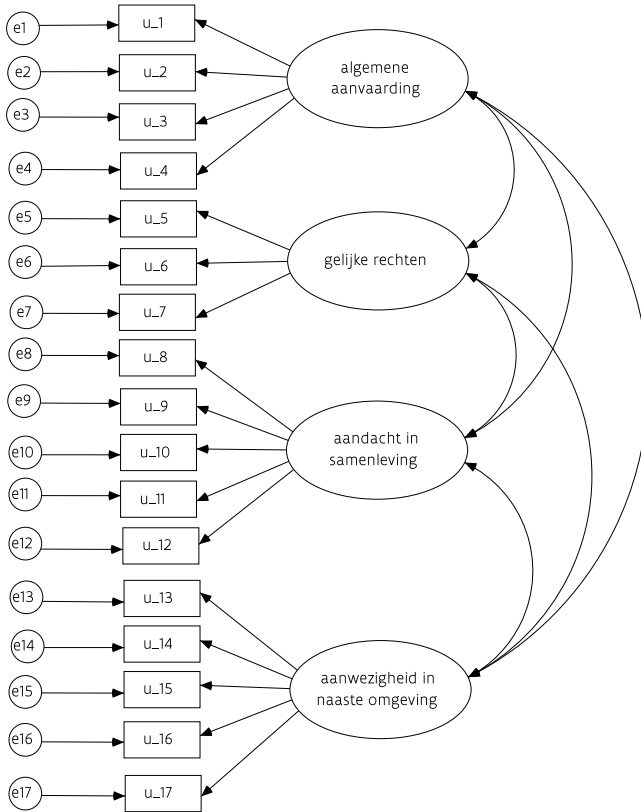 e1
u_1
e2
u_2
algemene
aanvaarding
e3
u_3
e4
u_4
e5
u_5
e6
u_6
gelijke rechten
e7
u_7
e8
u_8
e9
u_9
aandacht in
samenleving
e10
u_10
e11
u_11
e12
u_12
e13
u_13
e14
u_14
e15
u_15
aanwezigheid in
naaste omgeving
e16
u_16
e17
u_17